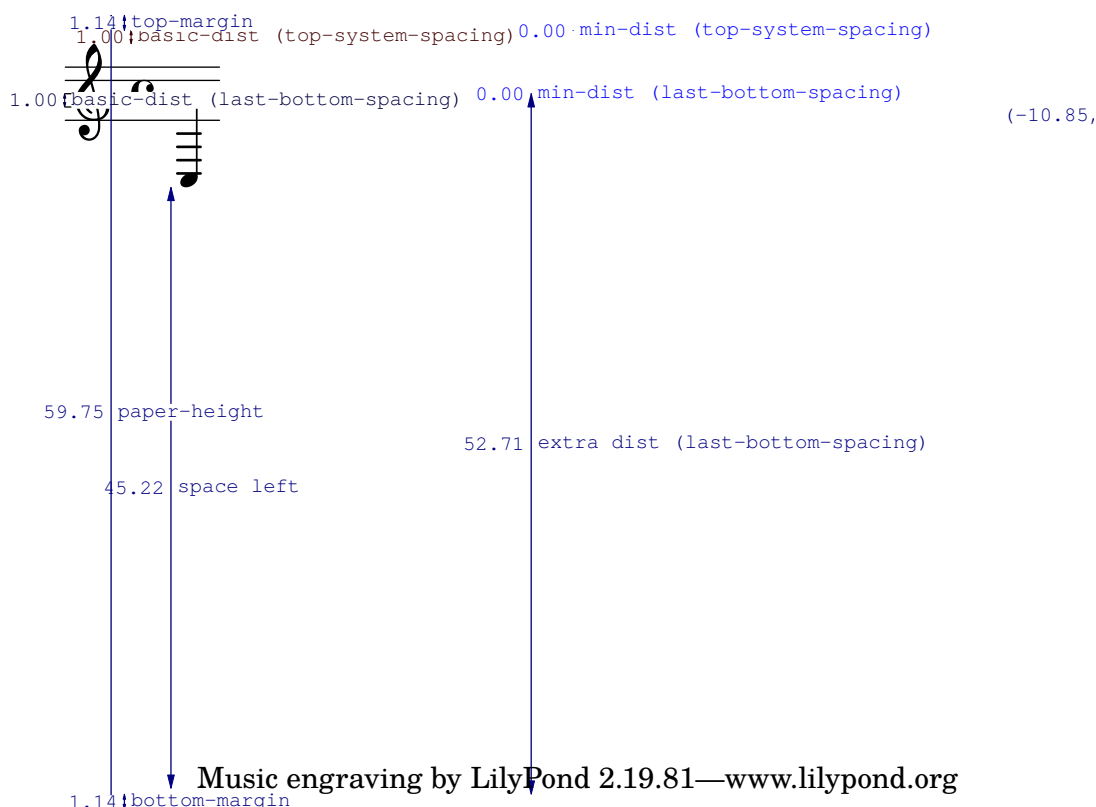 1.14 top-margin
1.00 basic-dist (top-system-spacing) 0.00 min-dist (top-system-spacing)
1.00 basic-dist (last-bottom-spacing) 0.00 min-dist (last-bottom-spacing)
(-10.85,
59.75 paper-height
52.71 extra dist (last-bottom-spacing)
45.22 space left
Music engraving by LilyPond 2.19.81—www.lilypond.org
1.14 bottom-margin